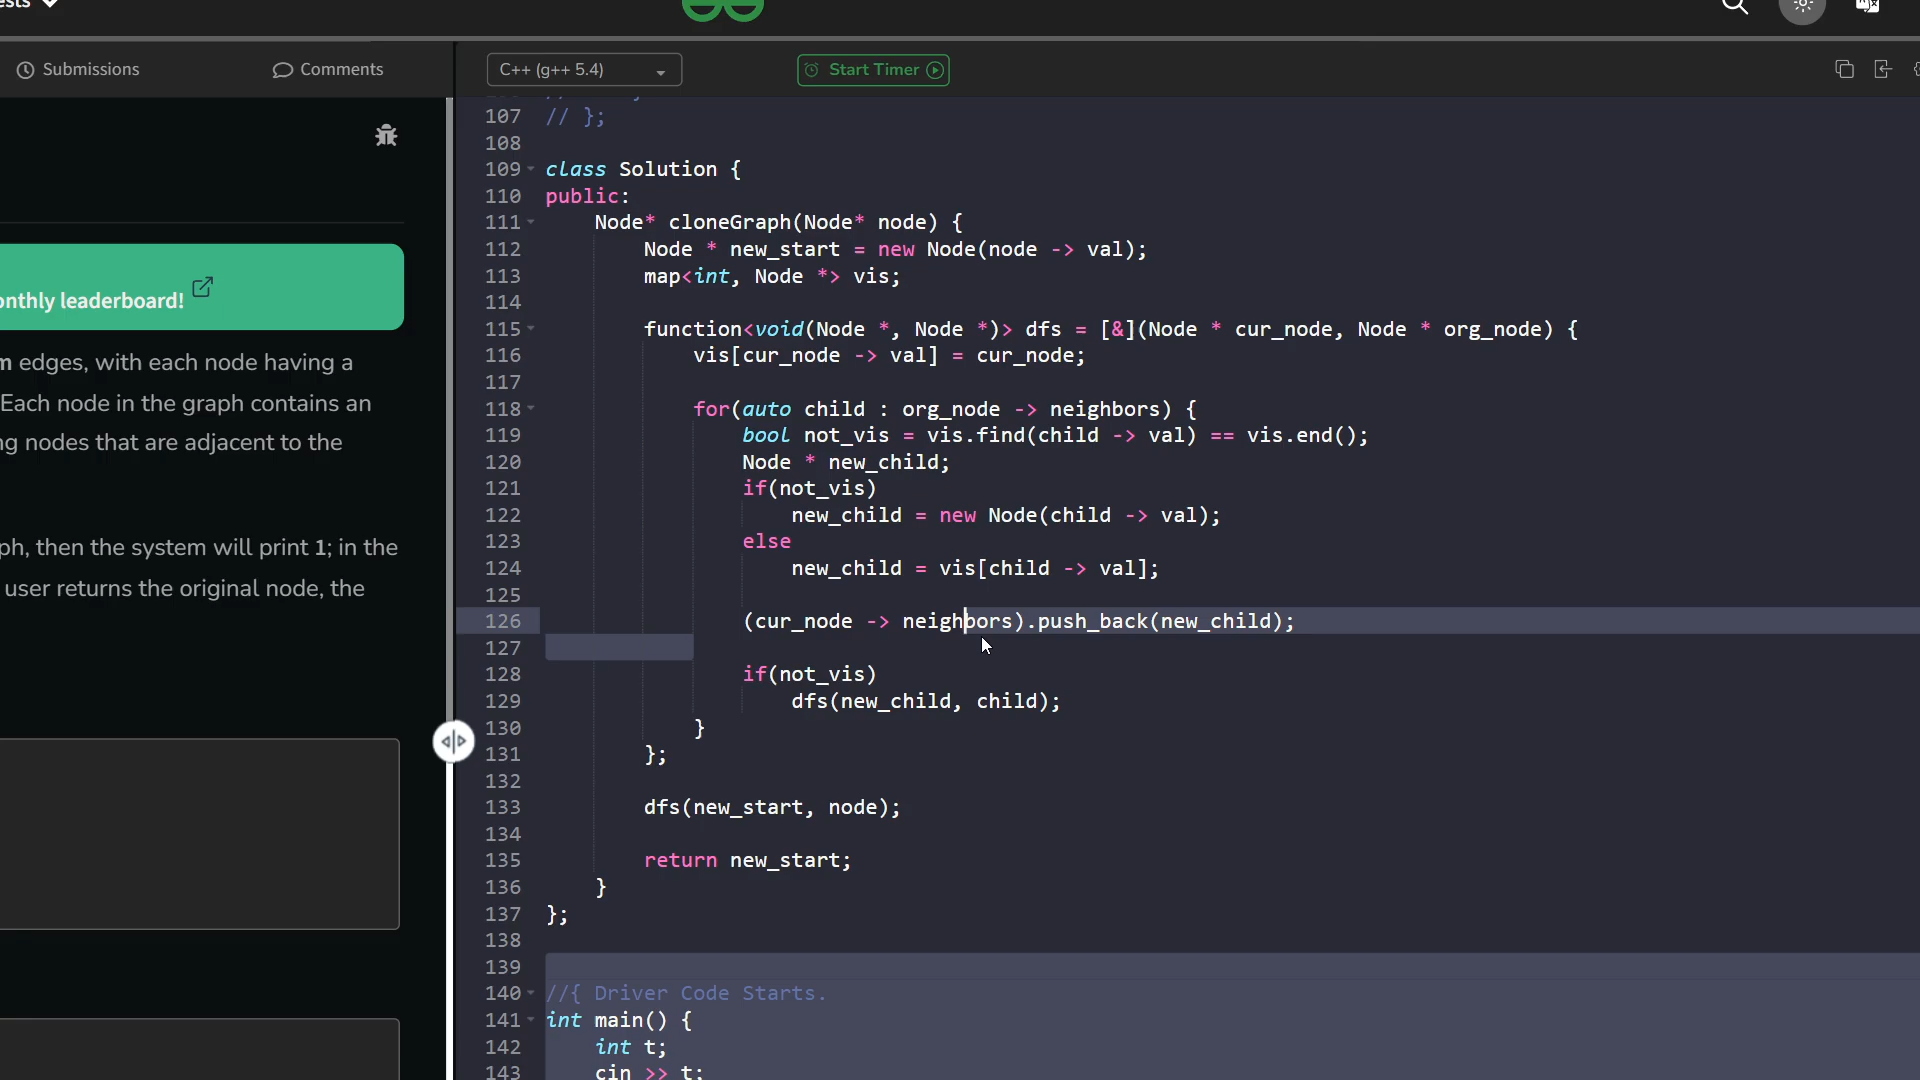 Submissions
Comments
C++ (g++ 5.4)
Start Timer
onthly leaderboard!
m edges, with each node having a
Each node in the graph contains an
ng nodes that are adjacent to the
ph, then the system will print 1; in the
user returns the original node, the
107 // };
108
109 class Solution {
110 public:
111 Node* cloneGraph(Node* node) {
112 Node * new_start = new Node(node -> val);
113 map<int, Node *> vis;
114
115 function<void(Node *, Node *)> dfs = [&](Node * cur_node, Node * org_node) {
116 vis[cur_node -> val] = cur_node;
117
118 for(auto child : org_node -> neighbors) {
119 bool not_vis = vis.find(child -> val) == vis.end();
120 Node * new_child;
121 if(not_vis)
122 new_child = new Node(child -> val);
123 else
124 new_child = vis[child -> val];
125
126 (cur_node -> neighbors).push_back(new_child);
127
128 if(not_vis)
129 dfs(new_child, child);
130 }
131 };
132
133 dfs(new_start, node);
134
135 return new_start;
136 }
137 };
138
139
140 //{ Driver Code Starts.
141 int main() {
142 int t;
143 cin >> t;